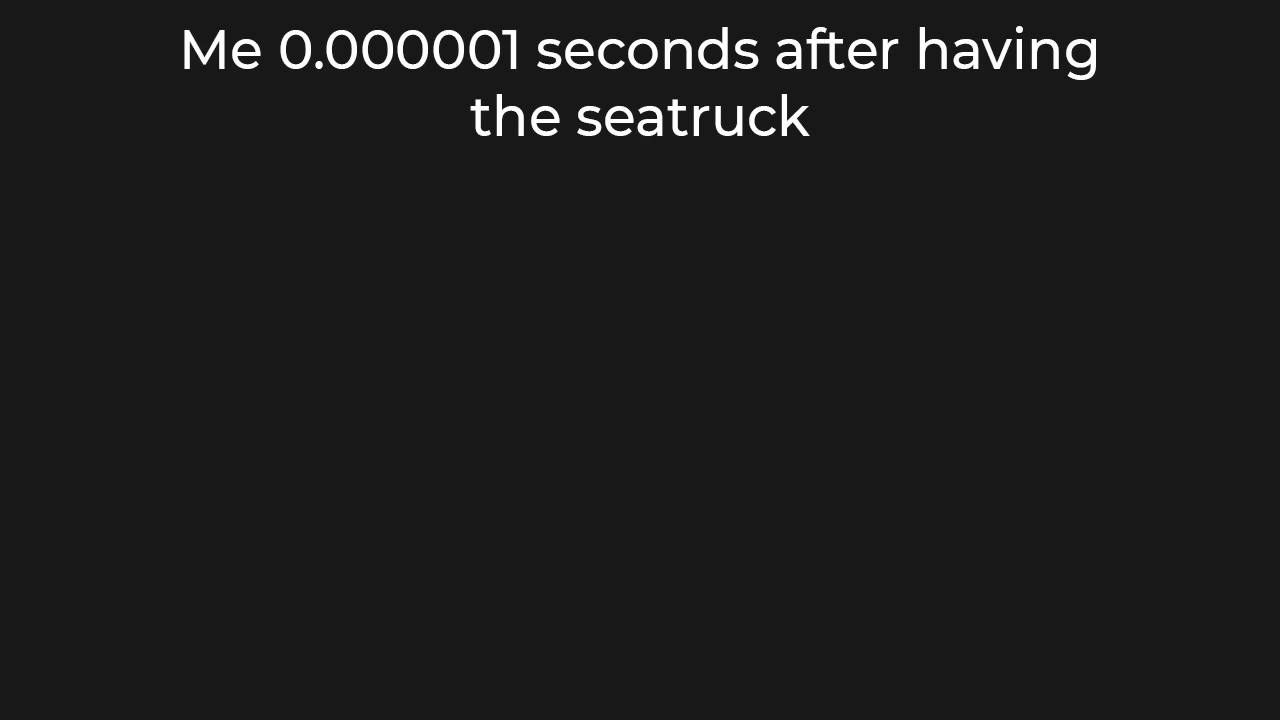 Me 0.000001 seconds after having
the seatruck